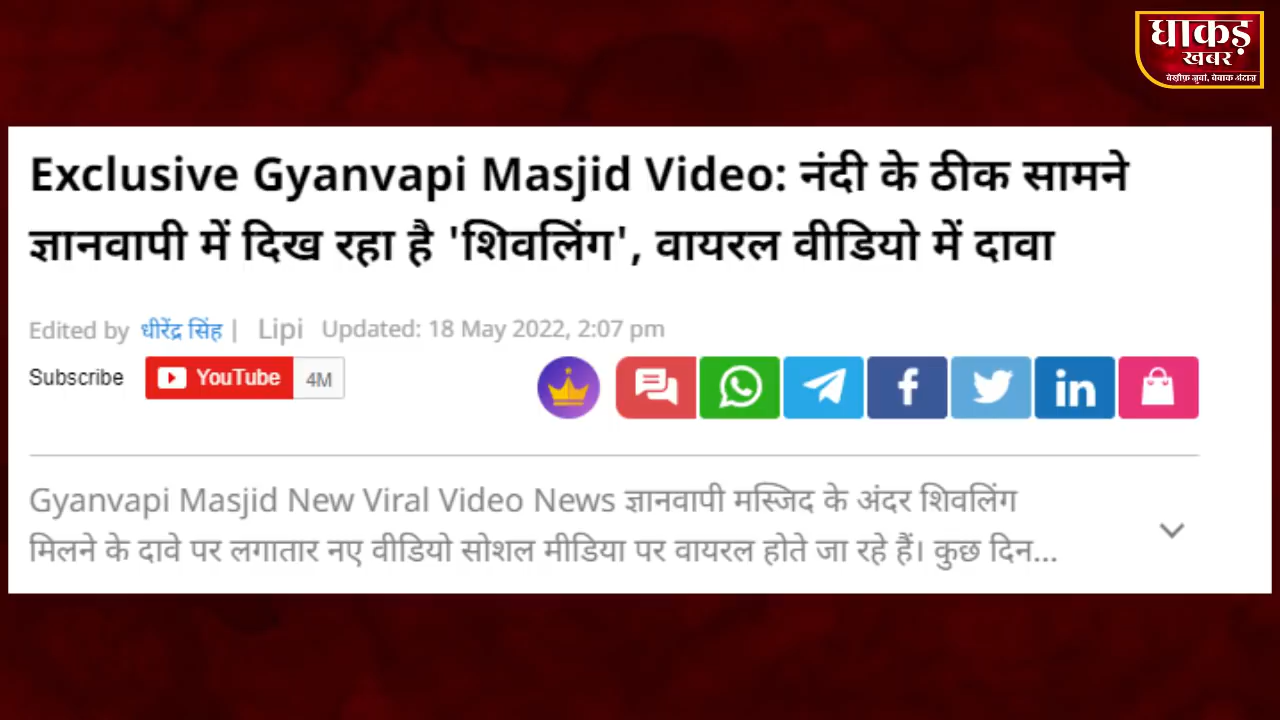 धाकड़
खबर
बेख़ौफ़ जुबां, बेवाक अंदाज़
Exclusive Gyanvapi Masjid Video: नंदी के ठीक सामने
ज्ञानवापी में दिख रहा है 'शिवलिंग', वायरल वीडियो में दावा
Edited by धीरेंद्र सिंह | Lipi Updated: 18 May 2022, 2:07 pm
Subscribe YouTube 4M
Gyanvapi Masjid New Viral Video News ज्ञानवापी मस्जिद के अंदर शिवलिंग
मिलने के दावे पर लगातार नए वीडियो सोशल मीडिया पर वायरल होते जा रहे हैं। कुछ दिन...